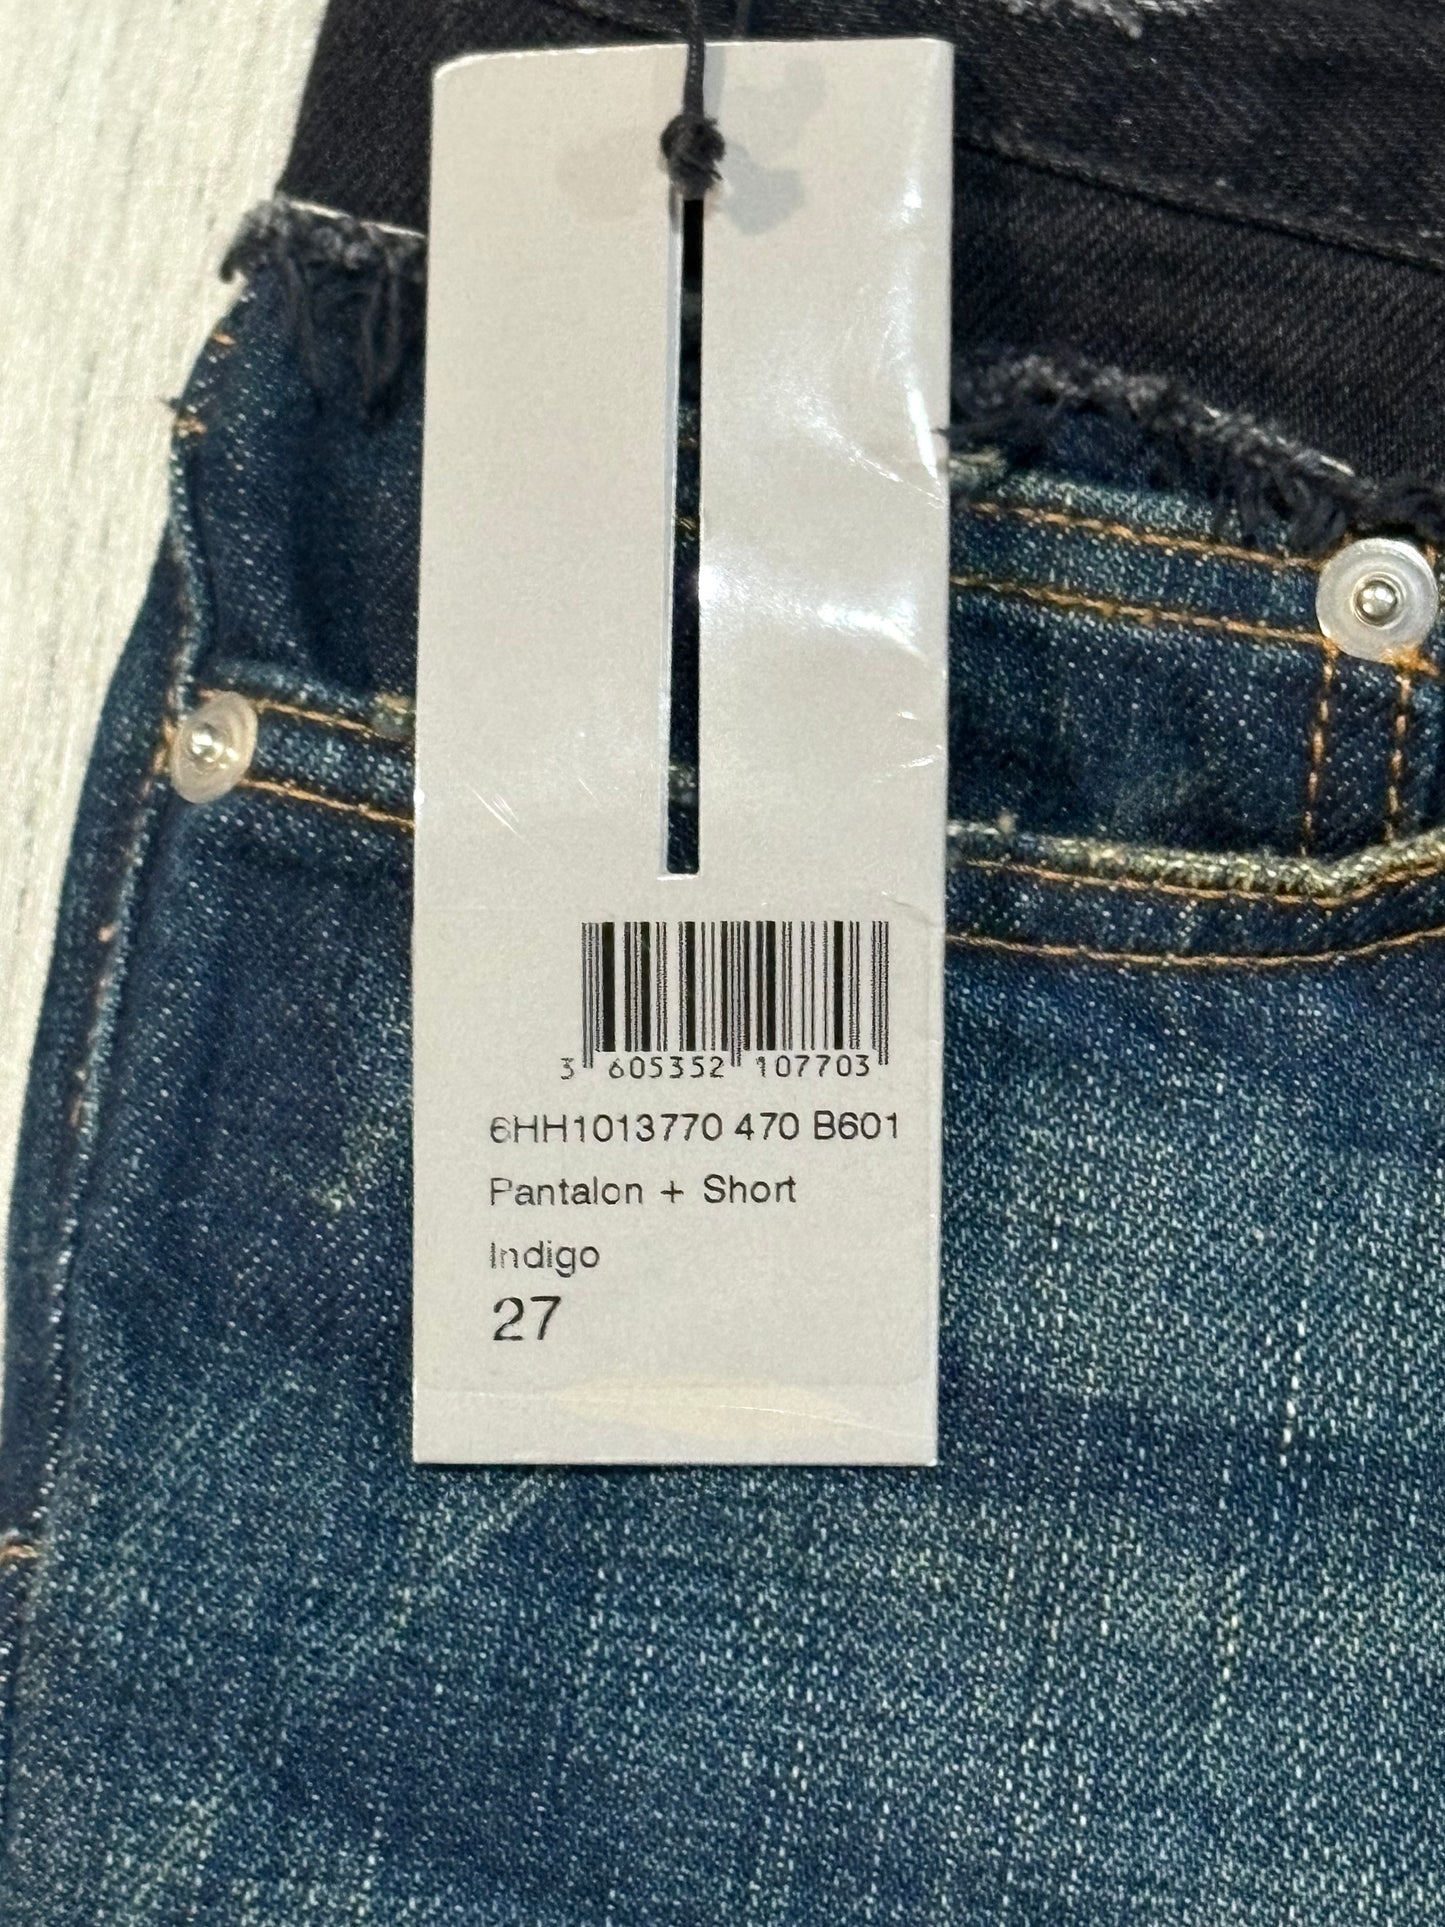 3 605352 107703
6HH1013770 470 B601
Pantalon + Short
Indigo
27